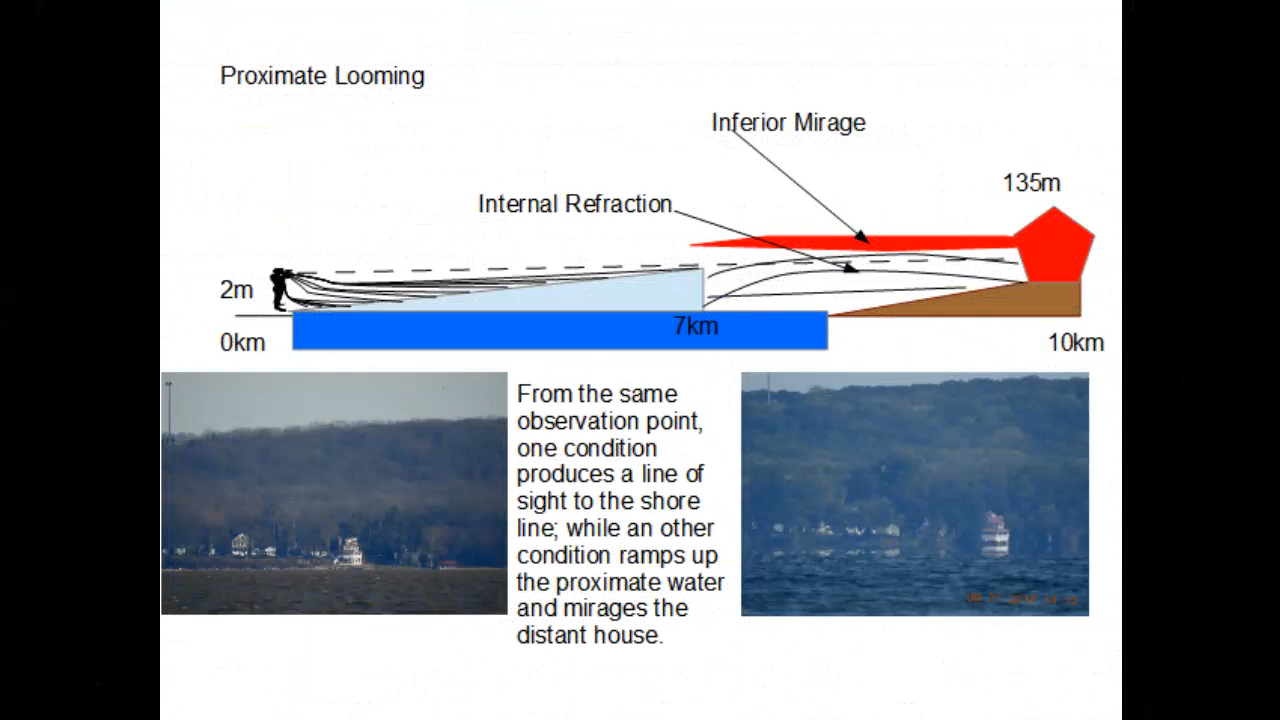 Proximate Looming
Inferior Mirage
135m
Internal Refraction
2m
7km
0km
10km
From the same
observation point,
one condition
produces a line of
sight to the shore
line; while an other
condition ramps up
the proximate water
and mirages the
distant house.